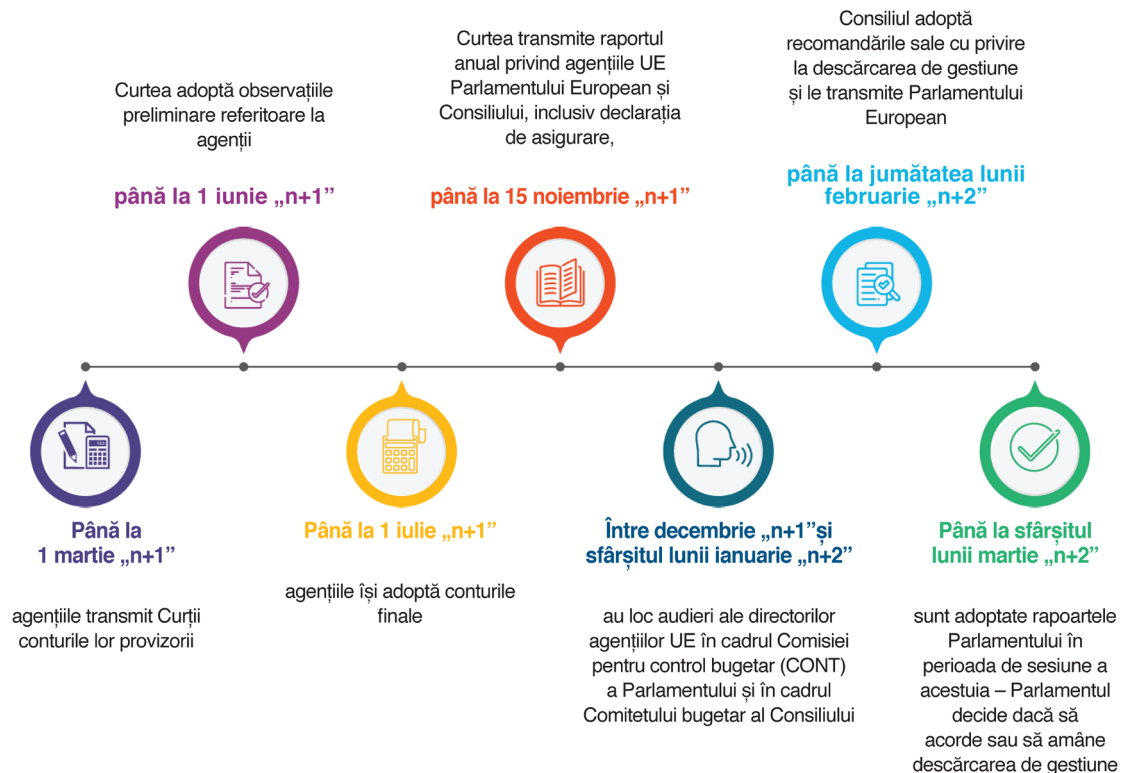 Curtea adoptă observațiile
preliminare referitoare la
agenții
până la 1 iunie „n+1”
Curtea transmite raportul
anual privind agențiile UE
Parlamentului European și
Consiliului, inclusiv declarația
de asigurare,
până la 15 noiembrie „n+1”
Consiliul adoptă
recomandările sale cu privire
la descărcarea de gestiune
și le transmite Parlamentului
European
până la jumătatea lunii
februarie „n+2”
Până la
1 martie „n+1”
agențiile transmit Curții
conturile lor provizorii
Până la 1 iulie „n+1”
agențiile își adoptă conturile
finale
Între decembrie „n+1”și
sfârșitul lunii ianuarie „n+2”
au loc audieri ale directorilor
agențiilor UE în cadrul Comisiei
pentru control bugetar (CONT)
a Parlamentului și în cadrul
Comitetului bugetar al Consiliului
Până la sfârșitul
lunii martie „n+2”
sunt adoptate rapoartele
Parlamentului în
perioada de sesiune a
acestuia – Parlamentul
decide dacă să
acorde sau să amâne
descărcarea de gestiune